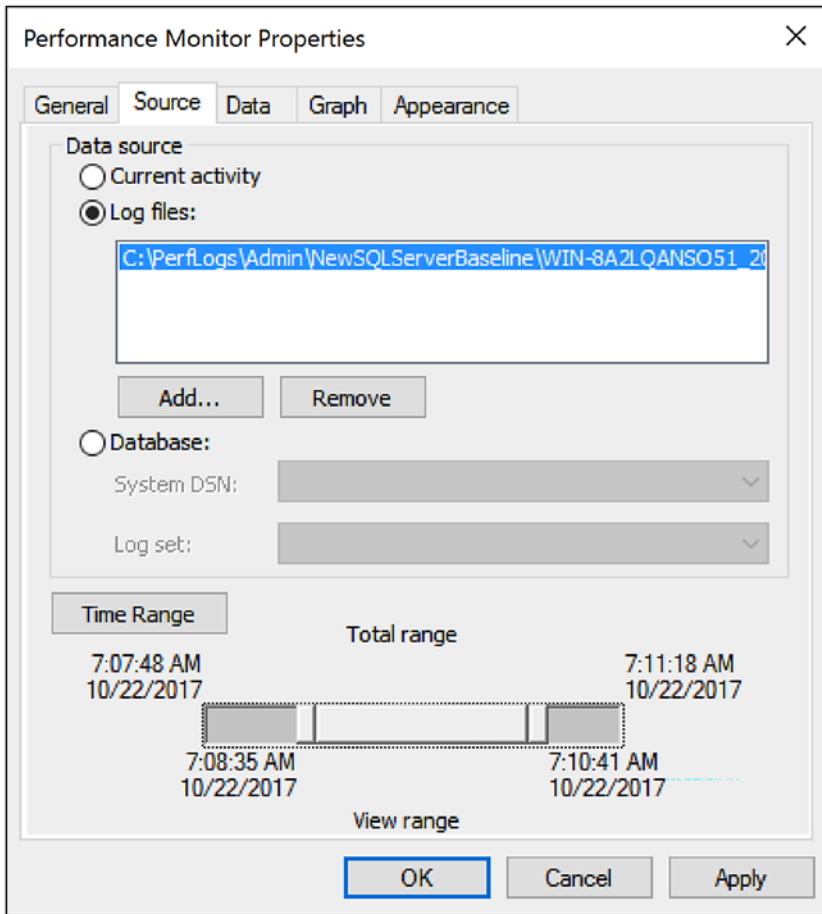 Performance Monitor Properties
General Source Data Graph Appearance
Data source
Current activity
Log files:
C:\PerfLogs\Admin\NewSQLServerBaseline\WIN-8A2LQANSO51_20
Add... Remove
Database:
System DSN:
Log set:
Time Range
Total range
7:07:48 AM 7:11:18 AM
10/22/2017 10/22/2017
7:08:35 AM 7:10:41 AM
10/22/2017 10/22/2017
View range
OK Cancel Apply